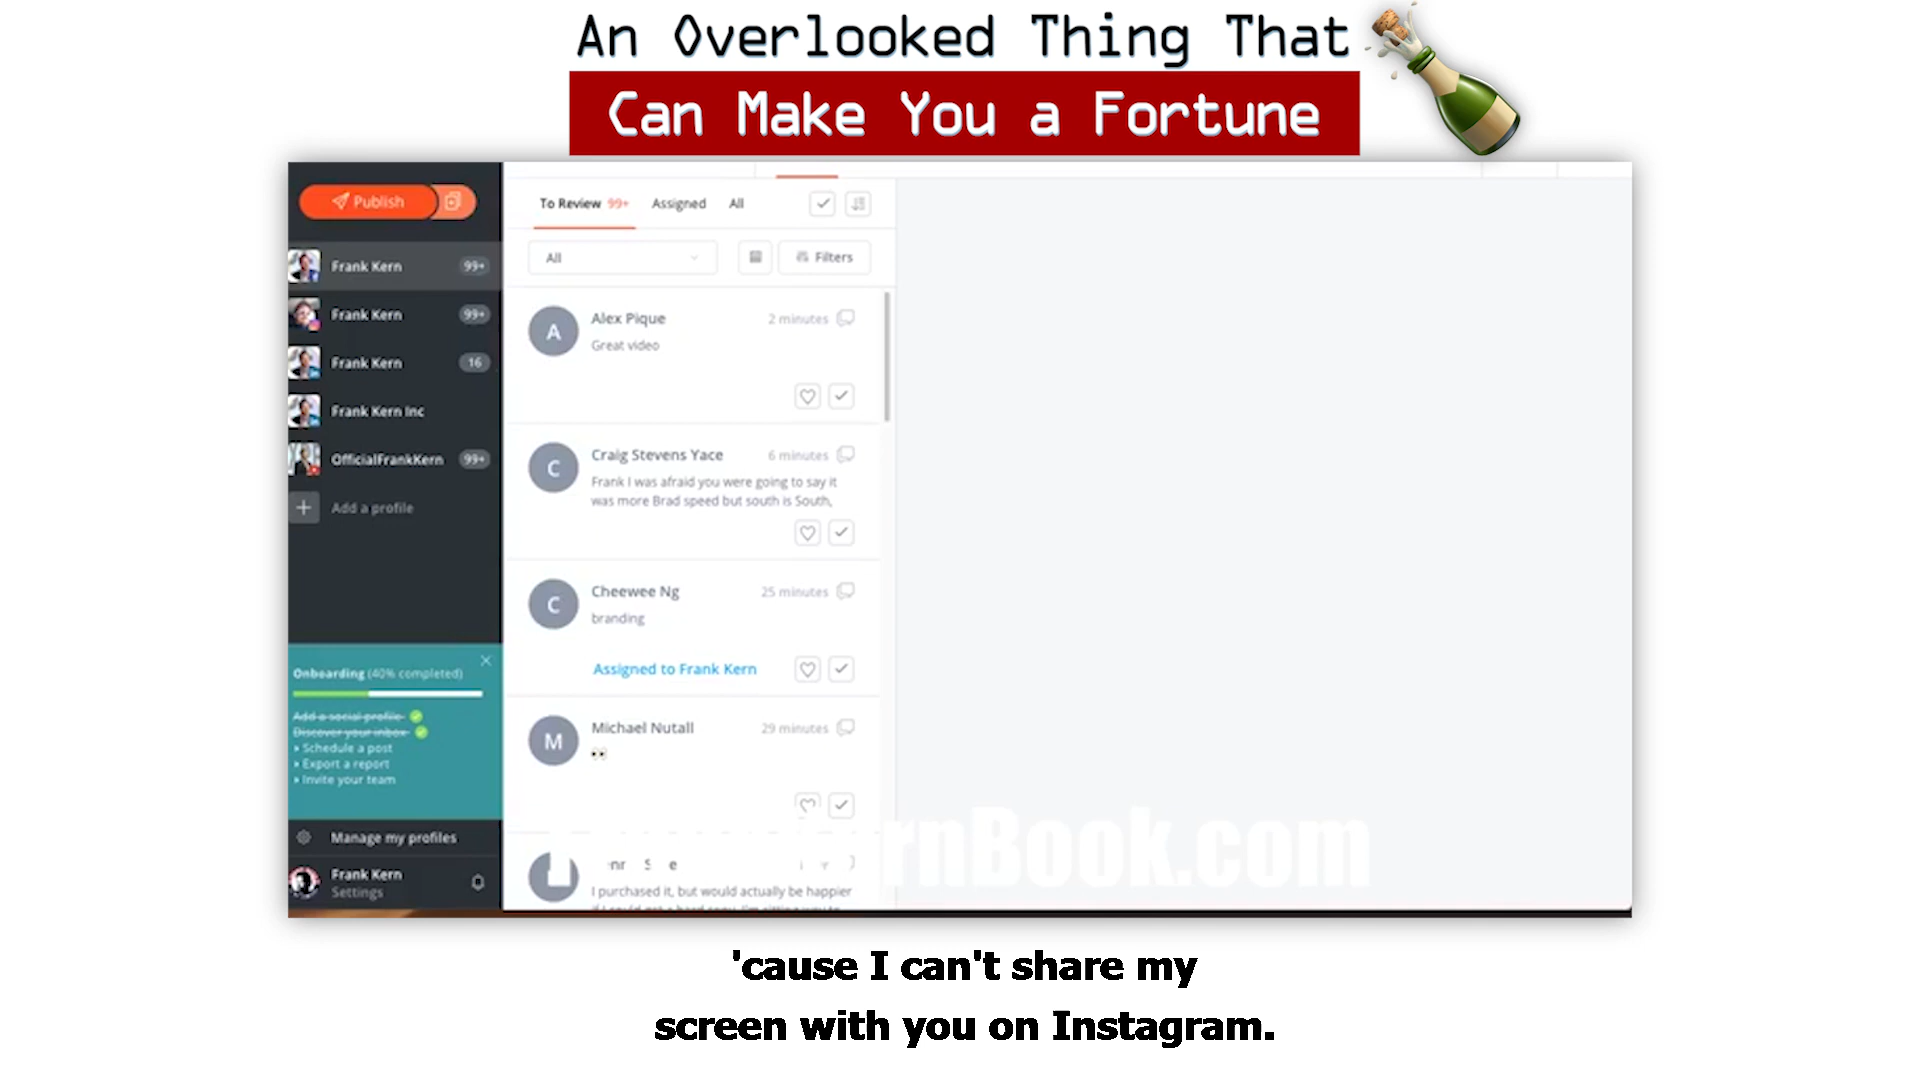 An Overlooked Thing That
Can Make You a Fortune
Publish
Frank Kern 99+
Frank Kern 99+
Frank Kern 16
Frank Kern Inc
OfficialFrankKern 99+
Add a profile
Onboarding (40% completed)
Add a social profile
Discover your inbox
Schedule a post
Export a report
Invite your team
Manage my profiles
Frank Kern
Settings
To Review 99+ Assigned All
All Filters
A Alex Pique 2 minutes
Great video
C Craig Stevens Yace 6 minutes
Frank I was afraid you were going to say it
was more Brad speed but south is South,
C Cheewee Ng 25 minutes
branding
Assigned to Frank Kern
M Michael Nutall 29 minutes
I purchased it, but would actually be happier
rnBook.com
'cause I can't share my
screen with you on Instagram.